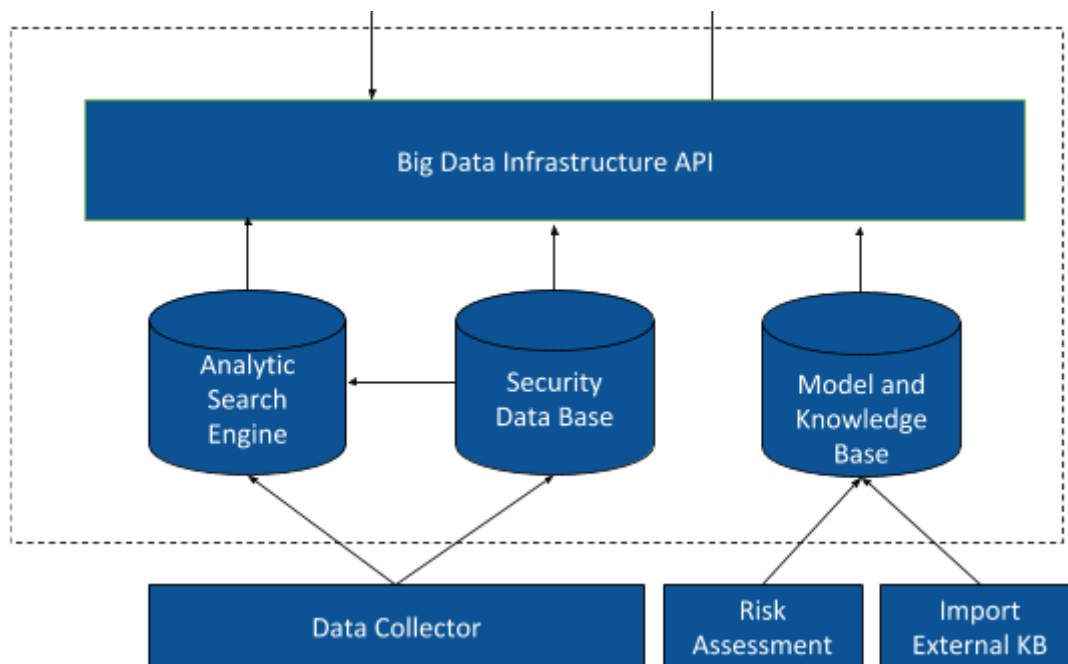 Big Data Infrastructure API
Analytic
Search
Engine
Security
Data Base
Model and
Knowledge
Base
Data Collector
Risk
Assessment
Import
External KB